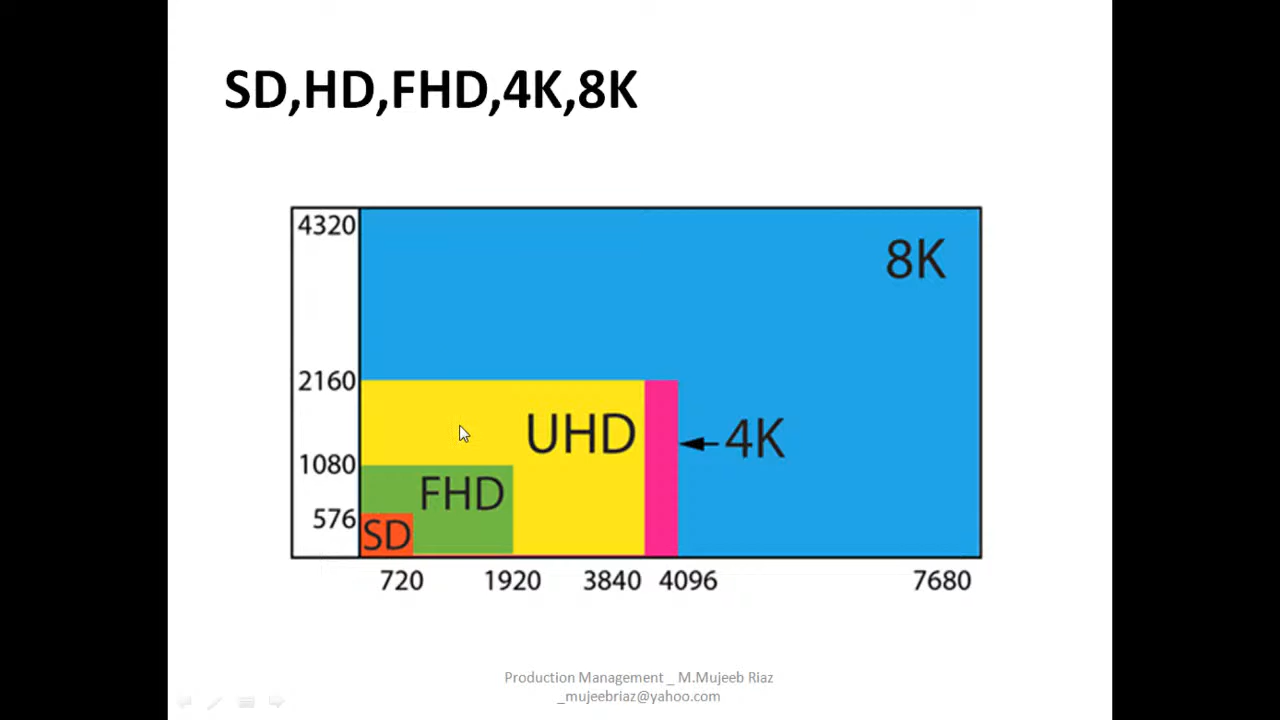 SD,HD,FHD,4K,8K
4320
8K
2160
UHD
4K
1080
FHD
576
SD
720 1920 3840 4096 7680
Production Management _ M.Mujeeb Riaz
_mujeebriaz@yahoo.com